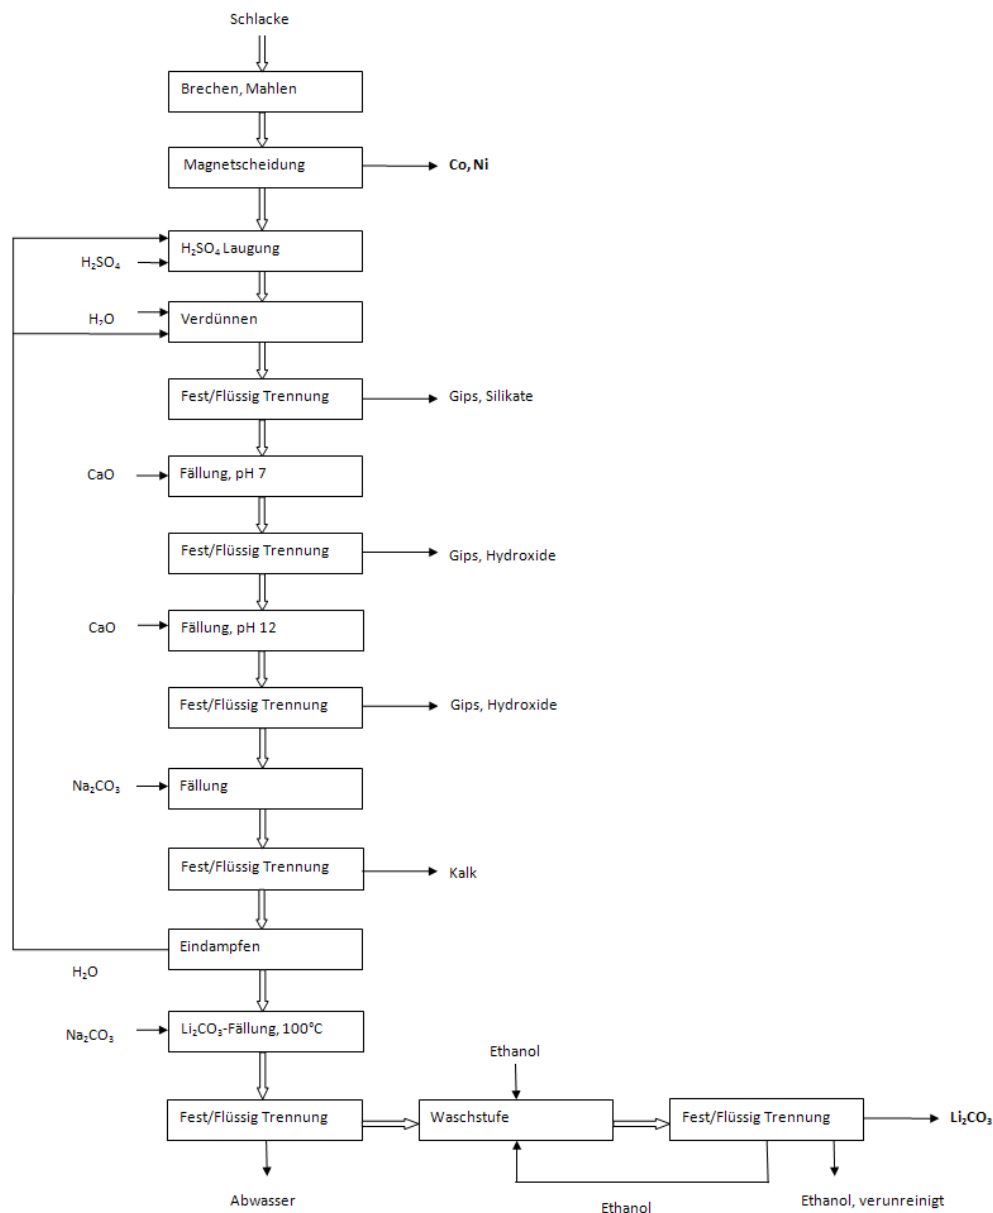 Schlacke
Brechen, Mahlen
Magnetscheidung
Co, Ni
H₂SO₄ Laugung
H₂SO₄
H₂O
Verdünnen
Fest/Flüssig Trennung
Gips, Silikate
CaO
Fällung, pH 7
Fest/Flüssig Trennung
Gips, Hydroxide
CaO
Fällung, pH 12
Fest/Flüssig Trennung
Gips, Hydroxide
Na₂CO₃
Fällung
Fest/Flüssig Trennung
Kalk
Eindampfen
H₂O
Li₂CO₃-Fällung, 100°C
Na₂CO₃
Ethanol
Fest/Flüssig Trennung
Waschstufe
Fest/Flüssig Trennung
Li₂CO₃
Abwasser
Ethanol
Ethanol, verunreinigt